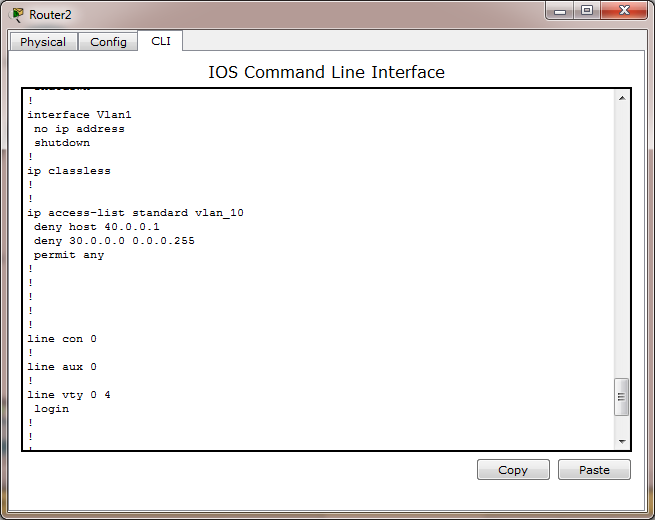 Router2
Physical Config CLI
IOS Command Line Interface
!
interface Vlan1
 no ip address
 shutdown
!
ip classless
!
!
ip access-list standard vlan_10
 deny host 40.0.0.1
 deny 30.0.0.0 0.0.0.255
 permit any
!
!
!
!
!
line con 0
!
line aux 0
!
line vty 0 4
 login
!
!
!
Copy Paste